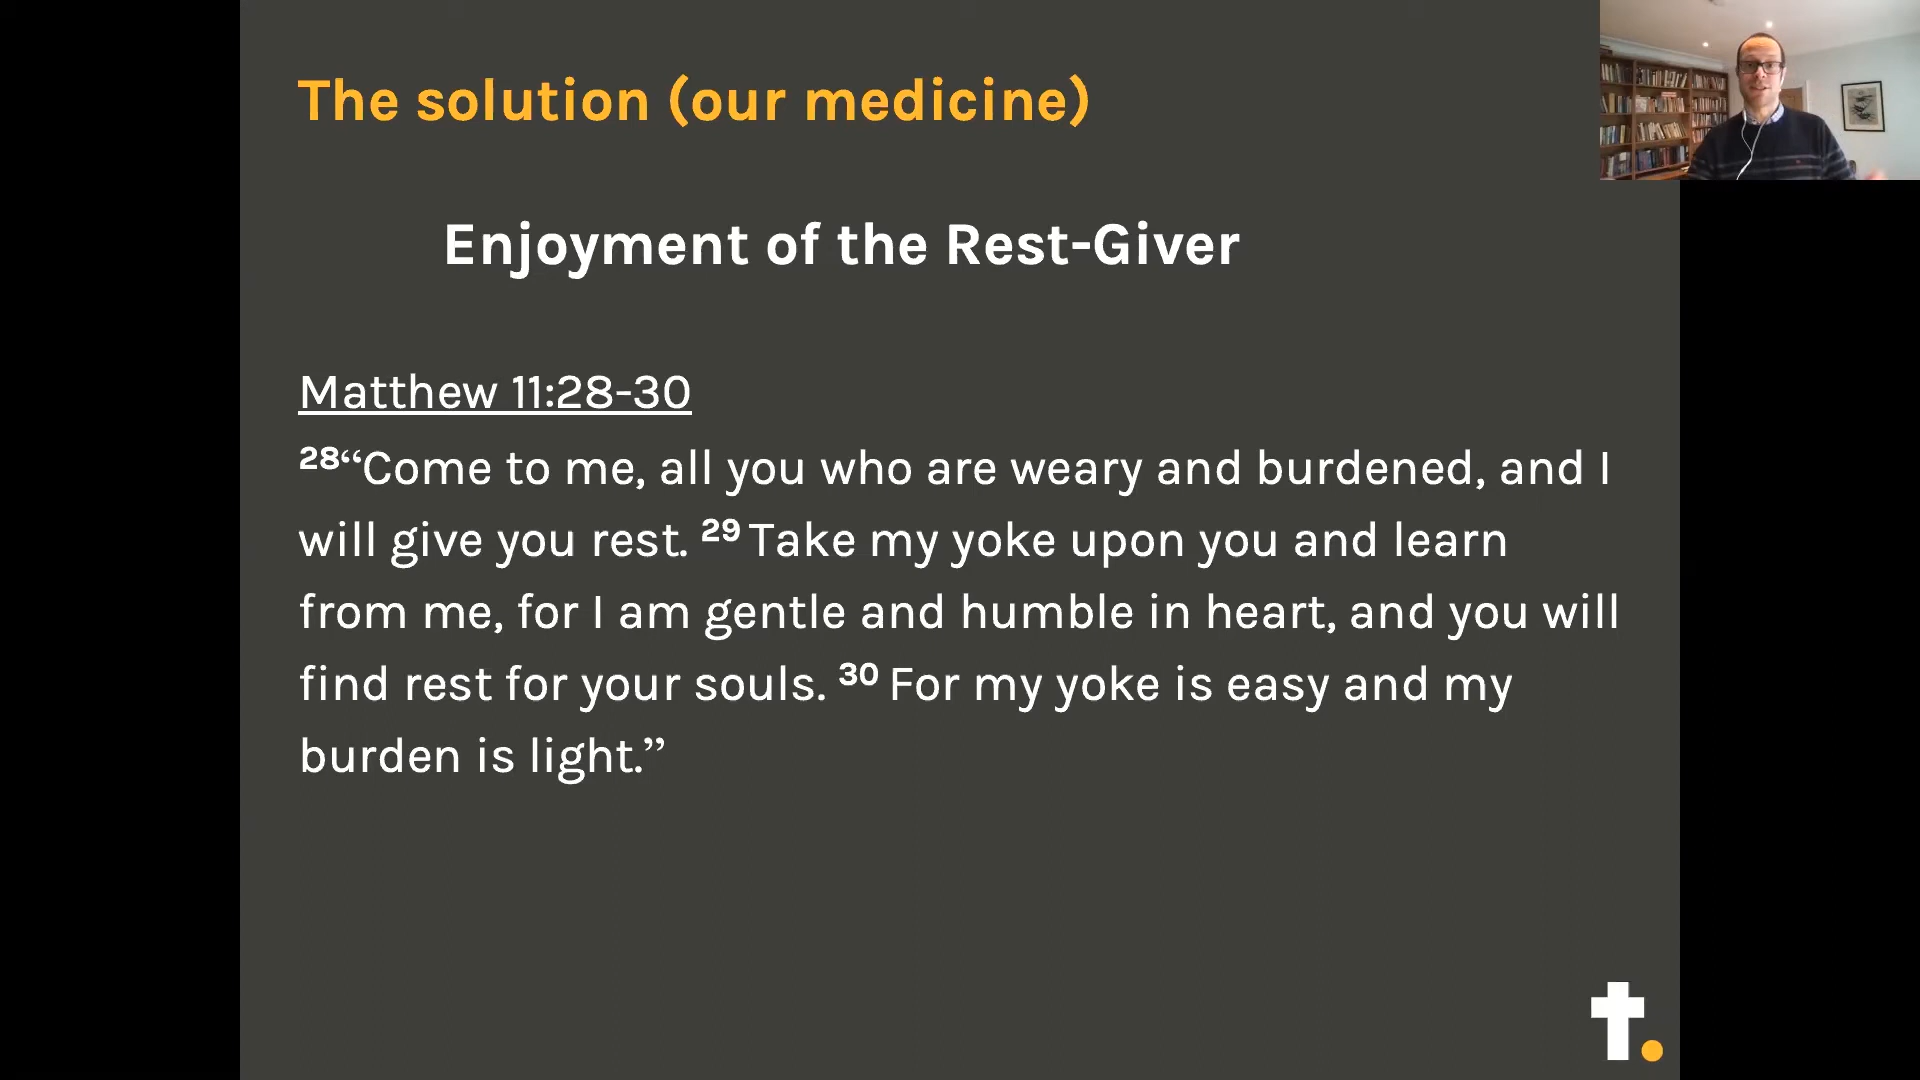 The solution (our medicine)
Enjoyment of the Rest-Giver
Matthew 11:28-30
28“Come to me, all you who are weary and burdened, and I
will give you rest. 29 Take my yoke upon you and learn
from me, for I am gentle and humble in heart, and you will
find rest for your souls. 30 For my yoke is easy and my
burden is light.”
t.